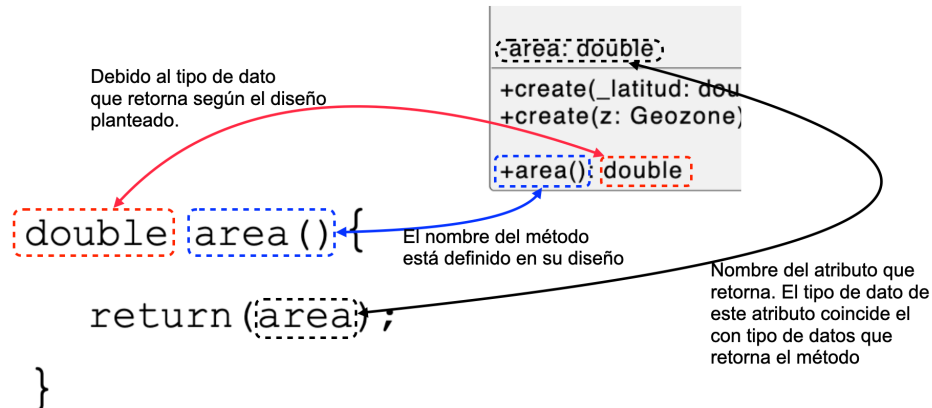 -area: double
Debido al tipo de dato
que retorna según el diseño
planteado.
+create(_latitud: dou
+create(z: Geozone)
+area(): double
double area(){
El nombre del método
está definido en su diseño
Nombre del atributo que
retorna. El tipo de dato de
este atributo coincide el
con tipo de datos que
retorna el método
return(area);
}